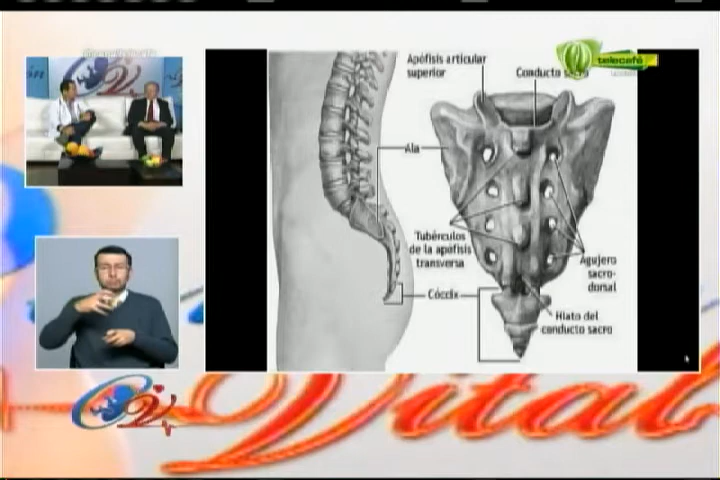 telecafé
Apófisis articular
superior
Conducto sacro
Ala
Tubérculos
de la apófisis
transversa
Agujero
sacro-
dorsal
Cóccix
Hiato del
conducto sacro
Vital